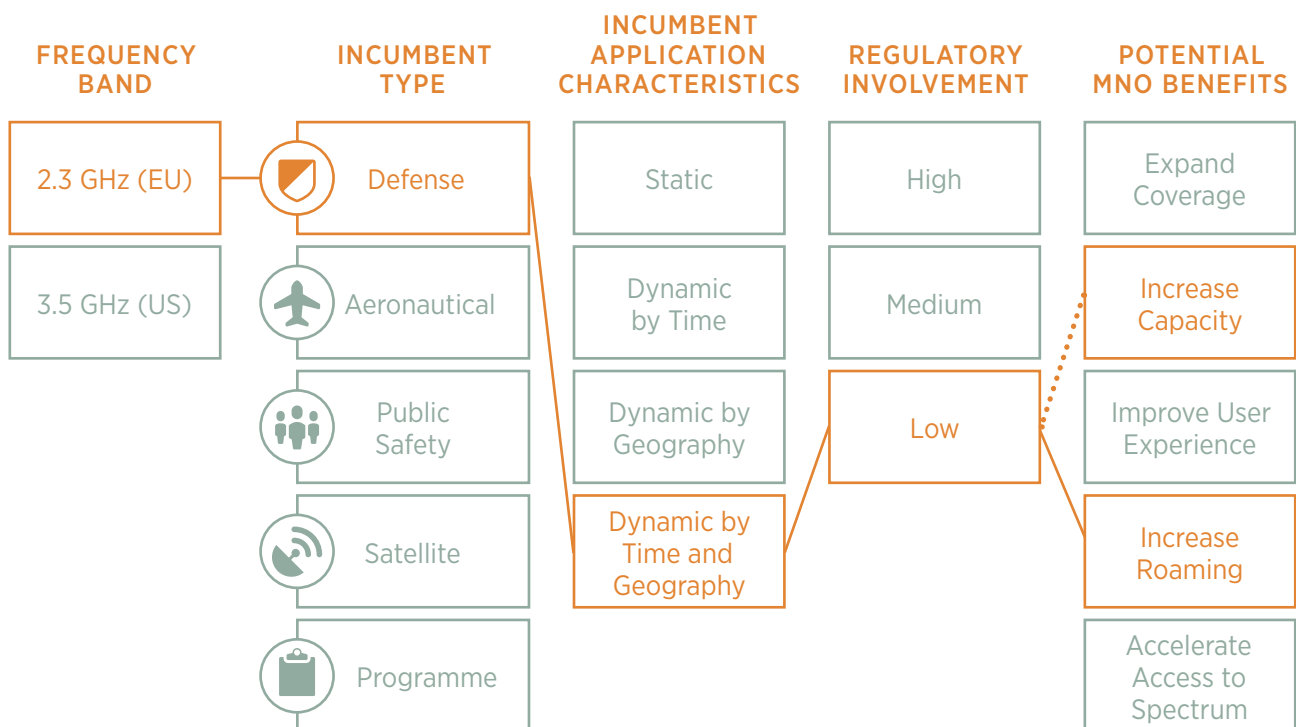 FREQUENCY
BAND
INCUMBENT
TYPE
INCUMBENT
APPLICATION
CHARACTERISTICS
REGULATORY
INVOLVEMENT
POTENTIAL
MNO BENEFITS
2.3 GHz (EU)
3.5 GHz (US)
Defense
Aeronautical
Public
Safety
Satellite
Programme
Static
Dynamic
by Time
Dynamic by
Geography
Dynamic by
Time and
Geography
High
Medium
Low
Expand
Coverage
Increase
Capacity
Improve User
Experience
Increase
Roaming
Accelerate
Access to
Spectrum